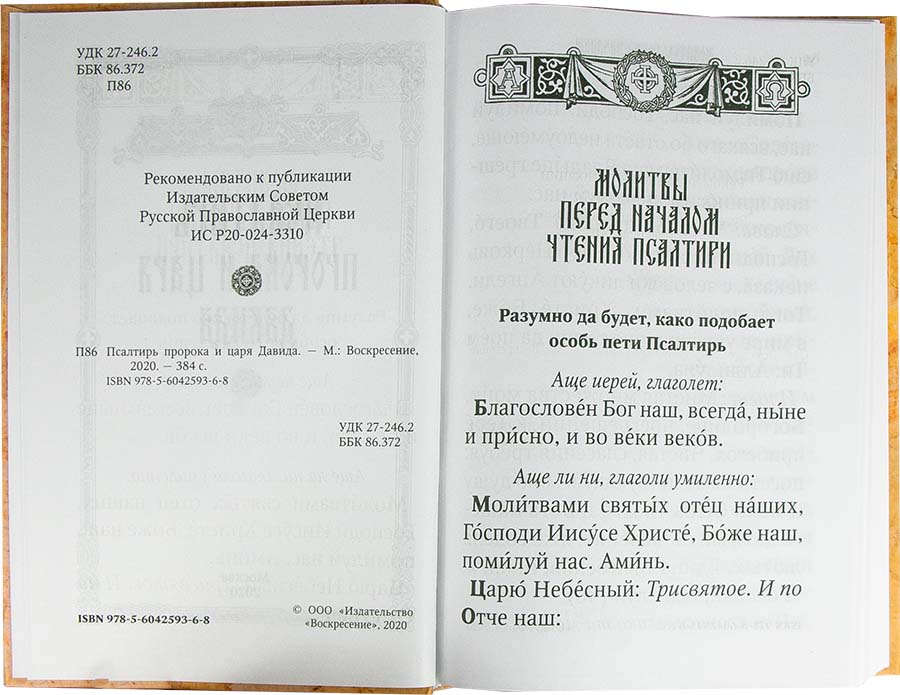 УДК 27-246.2
ББК 86.372
П86
Рекомендовано к публикации
Издательским Советом
Русской Православной Церкви
ИС Р20-024-3310
П86 Псалтирь пророка и царя Давида. — М.: Воскресение,
2020. — 384 с.
ISBN 978-5-6042593-6-8
УДК 27-246.2
ББК 86.372
ISBN 978-5-6042593-6-8
© ООО «Издательство
«Воскресение», 2020
Α Ω
МОЛИТВЫ
ПЕРЕД НАЧАЛОМ
ЧТЕНИЯ ПСАЛТИРИ
Разумно да будет, како подобает
особь пети Псалтирь
Аще иерей, глаголет:
Благослове́н Бог наш, всегда́, ны́не
и при́сно, и во ве́ки веко́в.
Аще ли ни, глаголи умиленно:
Моли́твами святы́х оте́ц на́ших,
Го́споди Иису́се Христе́, Бо́же наш,
поми́луй нас. Ами́нь.
Царю́ Небе́сный: Трисвятое. И по
Отче наш: